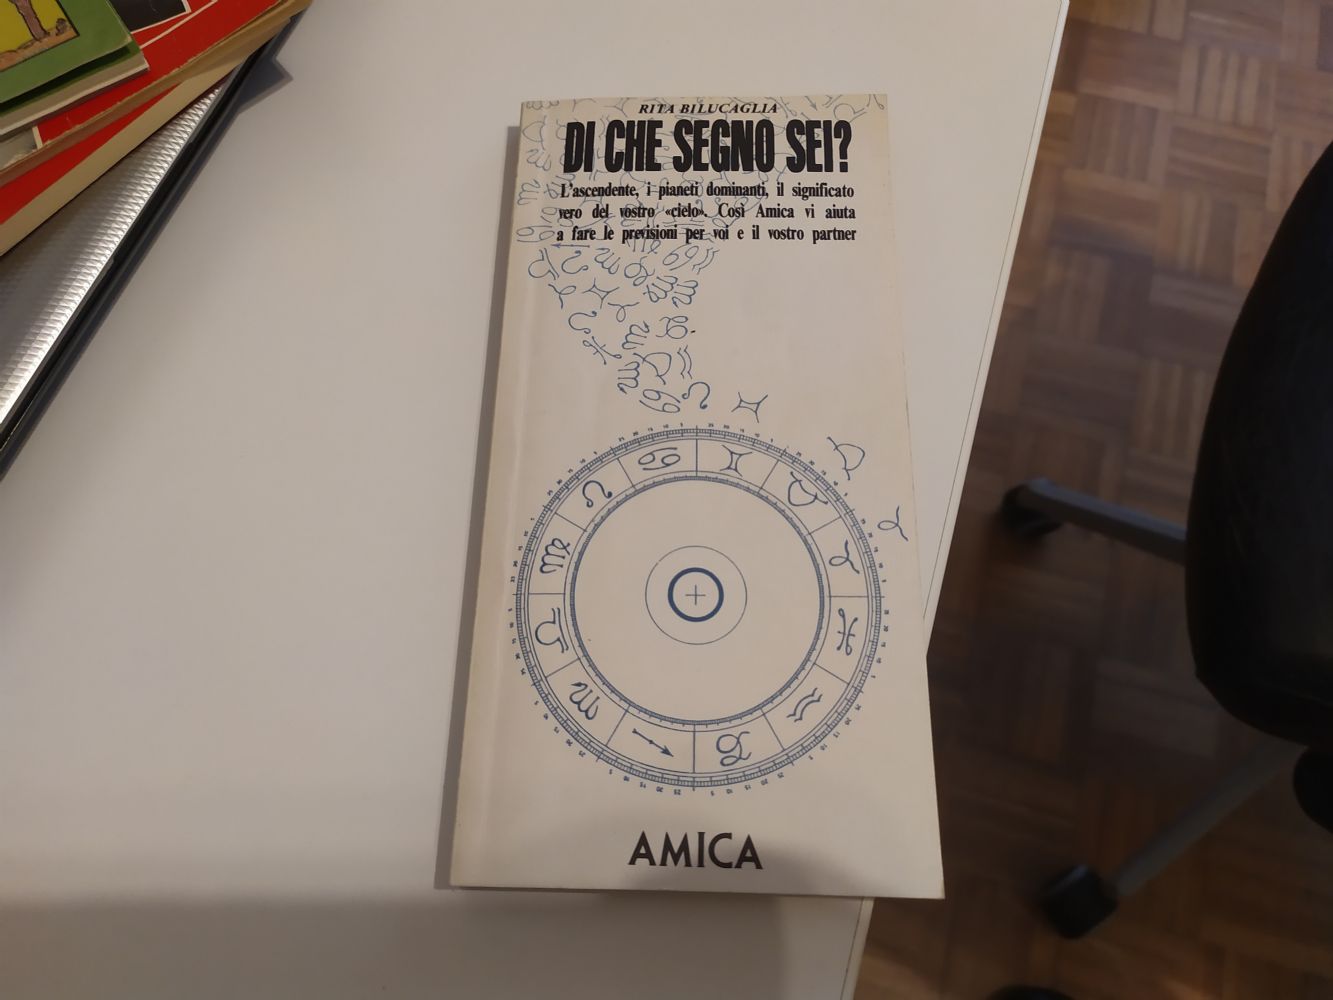 RITA BILUCAGLIA
DI CHE SEGNO SEI?
L'ascendente, i pianeti dominanti, il significato
vero del vostro «cielo». Così Amica vi aiuta
a fare le previsioni per voi e il vostro partner
AMICA